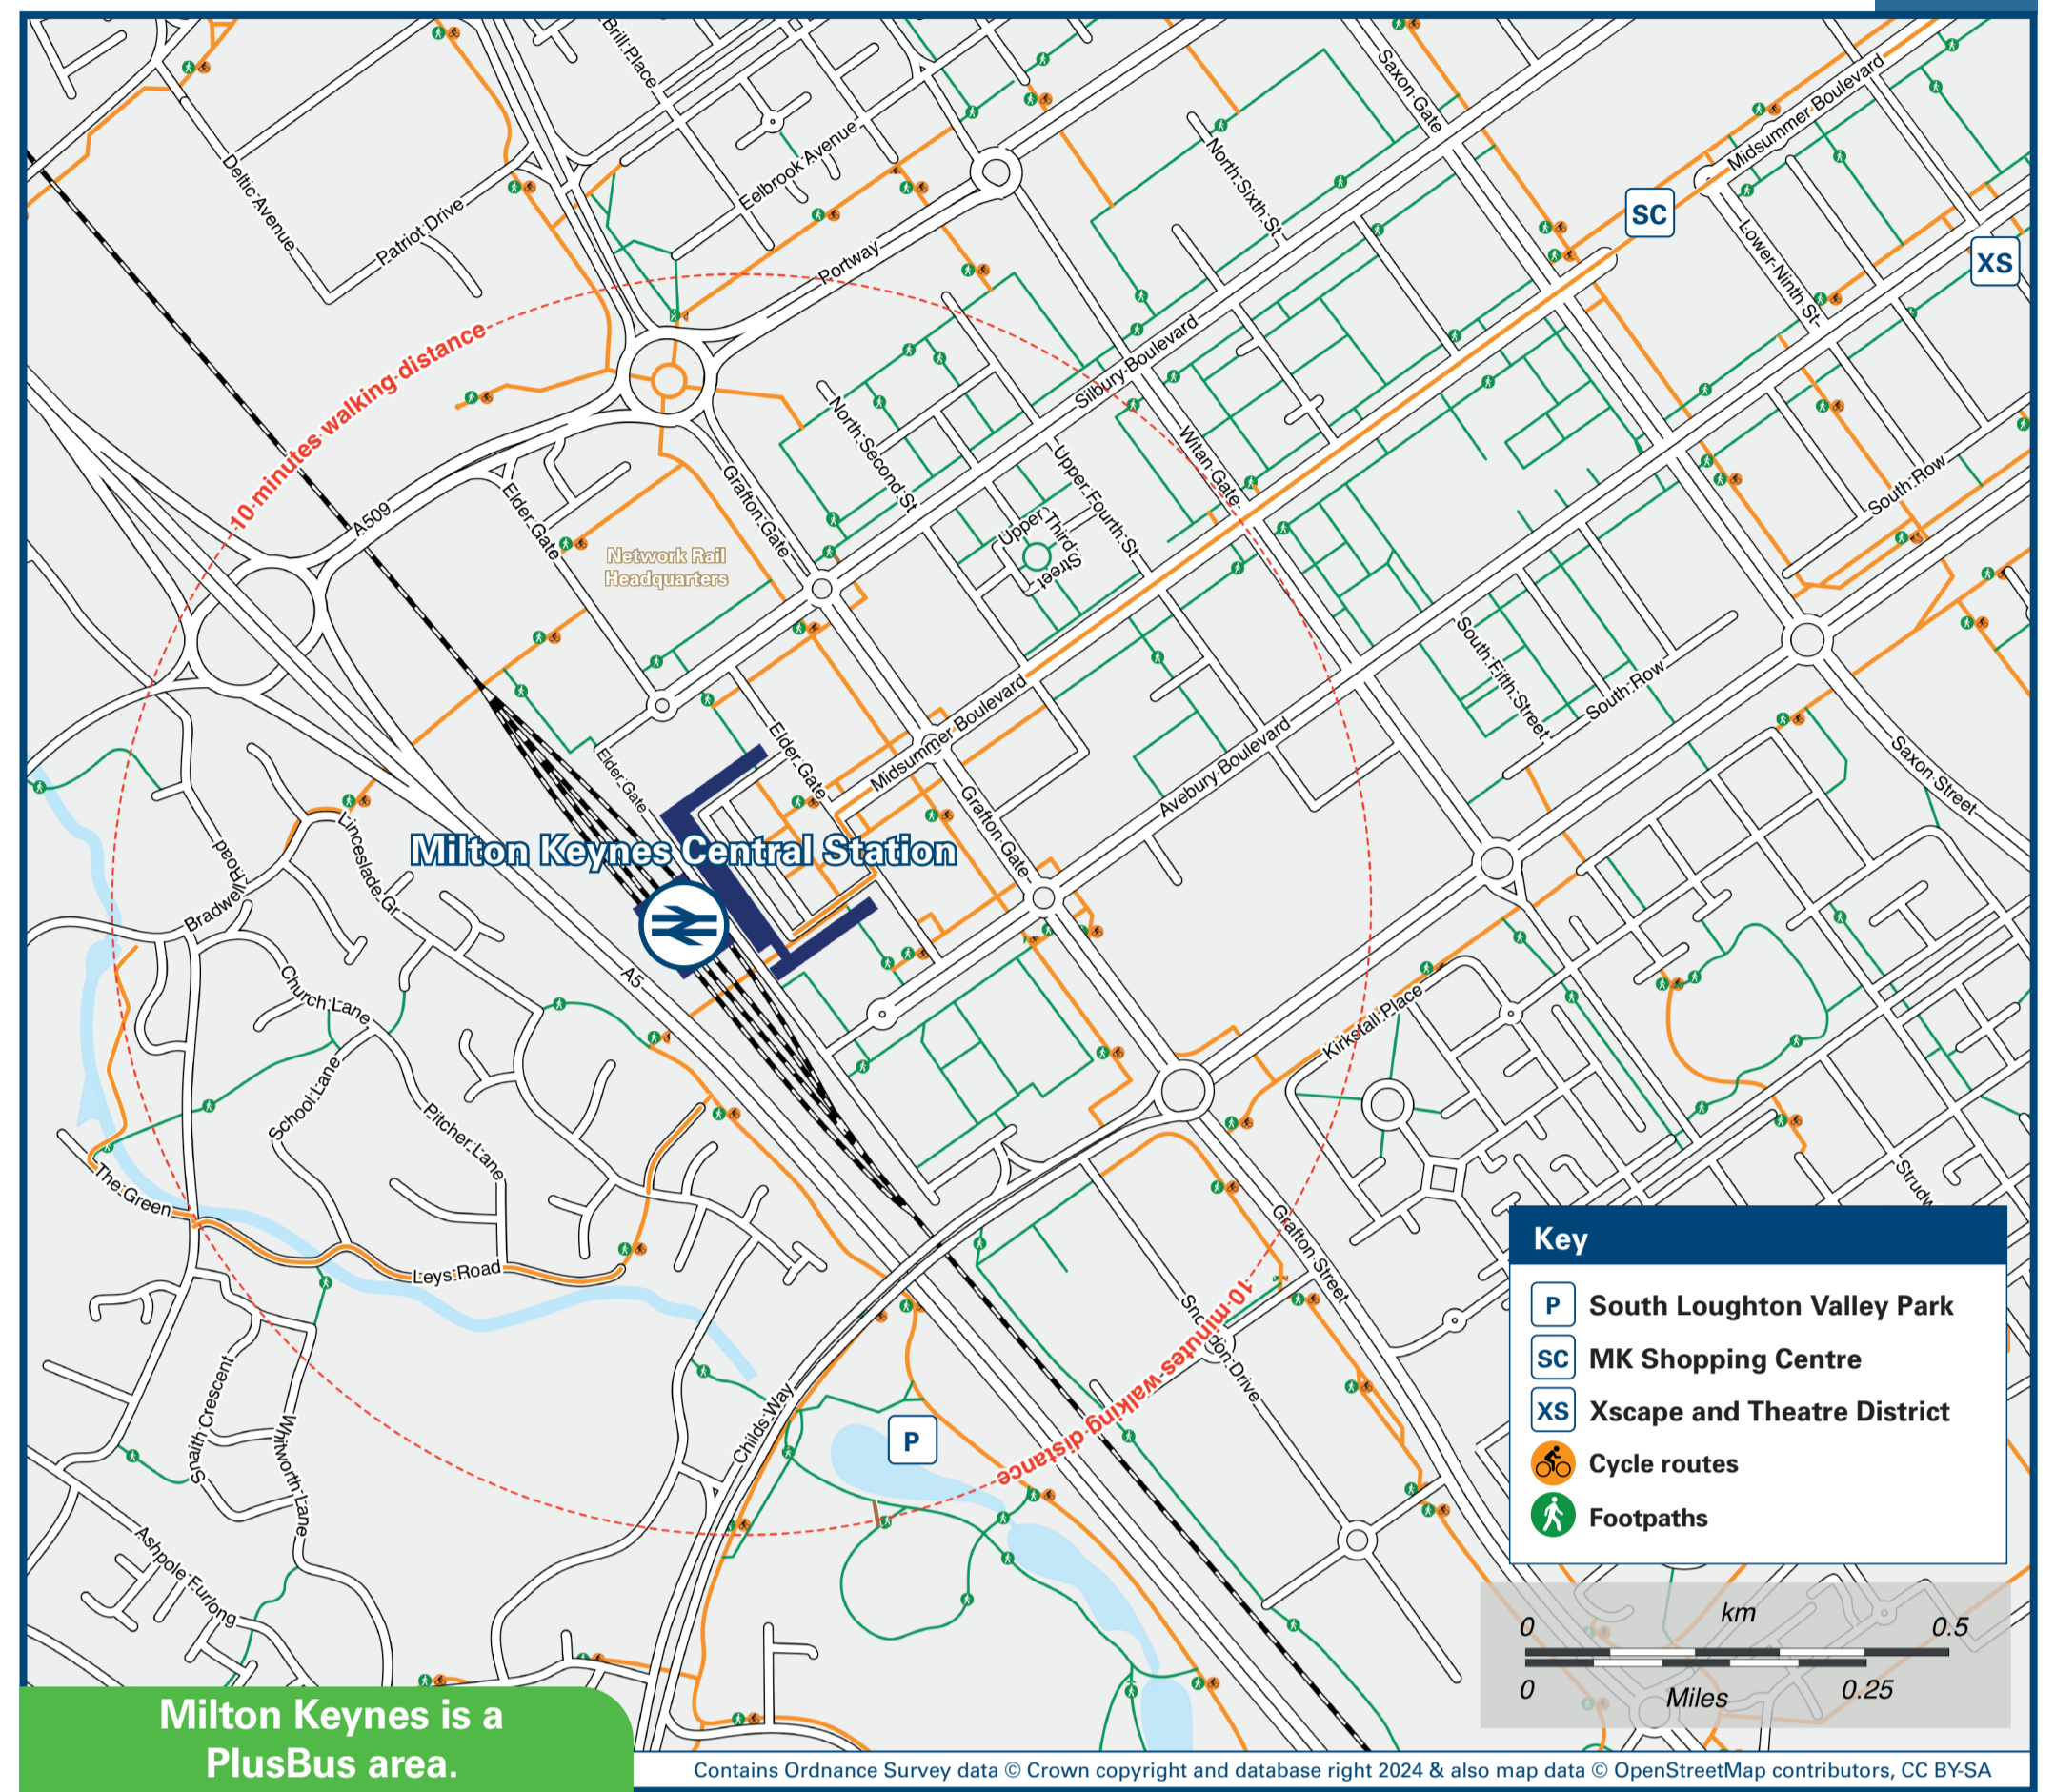 Brill Place
Saxon Gate
Midsummer Boulevard
Deltic Avenue
Patriot Drive
Eelbrook Avenue
North Sixth St
SC
Lower Ninth St
XS
Portway
10 minutes walking distance
Silbury Boulevard
North Second St
Witan Gate
Upper Fourth St
Upper Third Street
Grafton Gate
A509
Elder Gate
Network Rail
Headquarters
South Row
South Fifth Street
South Row
Elder Gate
Elder Gate
Midsummer Boulevard
Avebury Boulevard
Saxon Street
Grafton Gate
Milton Keynes Central Station
Linceslade Gr
Bradwell Road
A5
Church Lane
School Lane
Pitcher Lane
Kirkstall Place
The Green
Leys Road
Grafton Street
Snowdon Drive
10 minutes walking distance
Strudw
Snaith Crescent
Whitworth Lane
Childs Way
P
Ashpole Furlong
Key
P South Loughton Valley Park
SC MK Shopping Centre
XS Xscape and Theatre District
Cycle routes
Footpaths
km
0 0.5
0 Miles 0.25
Milton Keynes is a
PlusBus area.
Contains Ordnance Survey data © Crown copyright and database right 2024 & also map data © OpenStreetMap contributors, CC BY-SA